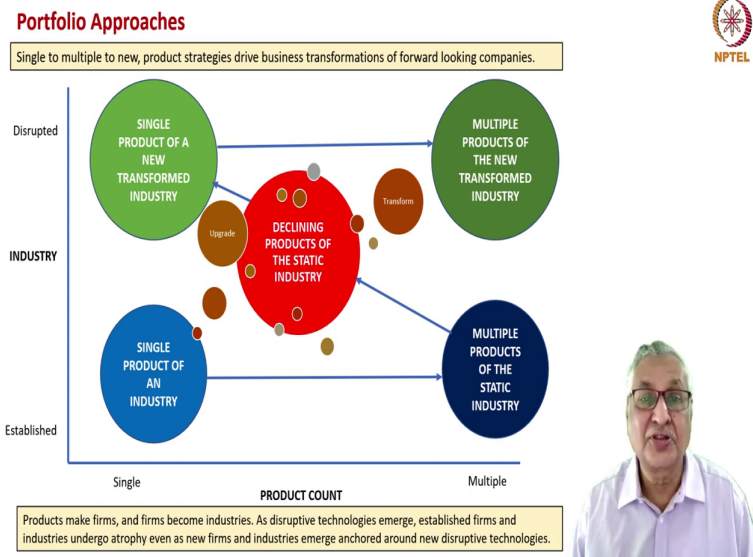 Portfolio Approaches
Single to multiple to new, product strategies drive business transformations of forward looking companies.
NPTEL
Disrupted
SINGLE
PRODUCT OF A
NEW
TRANSFORMED
INDUSTRY
MULTIPLE
PRODUCTS OF
THE NEW
TRANSFORMED
INDUSTRY
Transform
Upgrade
DECLINING
PRODUCTS OF
THE STATIC
INDUSTRY
INDUSTRY
SINGLE
PRODUCT OF
AN
INDUSTRY
MULTIPLE
PRODUCTS
OF THE
STATIC
INDUSTRY
Established
Single
Multiple
PRODUCT COUNT
Products make firms, and firms become industries. As disruptive technologies emerge, established firms and
industries undergo atrophy even as new firms and industries emerge anchored around new disruptive technologies.